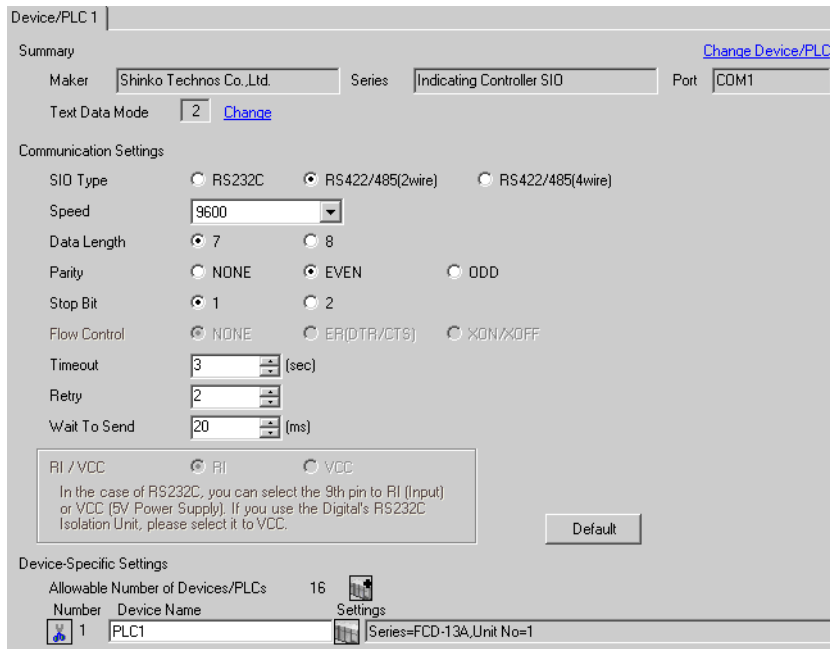 Device/PLC 1
Summary
Change Device/PLC
Maker Shinko Technos Co.,Ltd. Series Indicating Controller SIO Port COM1
Text Data Mode 2 Change
Communication Settings
SIO Type RS232C RS422/485(2wire) RS422/485(4wire)
Speed 9600
Data Length 7 8
Parity NONE EVEN ODD
Stop Bit 1 2
Flow Control NONE ER(DTR/CTS) XON/XOFF
Timeout 3 (sec)
Retry 2
Wait To Send 20 (ms)
RI / VCC RI VCC
In the case of RS232C, you can select the 9th pin to RI (Input)
or VCC (5V Power Supply). If you use the Digital's RS232C
Isolation Unit, please select it to VCC.
Default
Device-Specific Settings
Allowable Number of Devices/PLCs 16
Number Device Name Settings
1 PLC1 Series=FCD-13A,Unit No=1